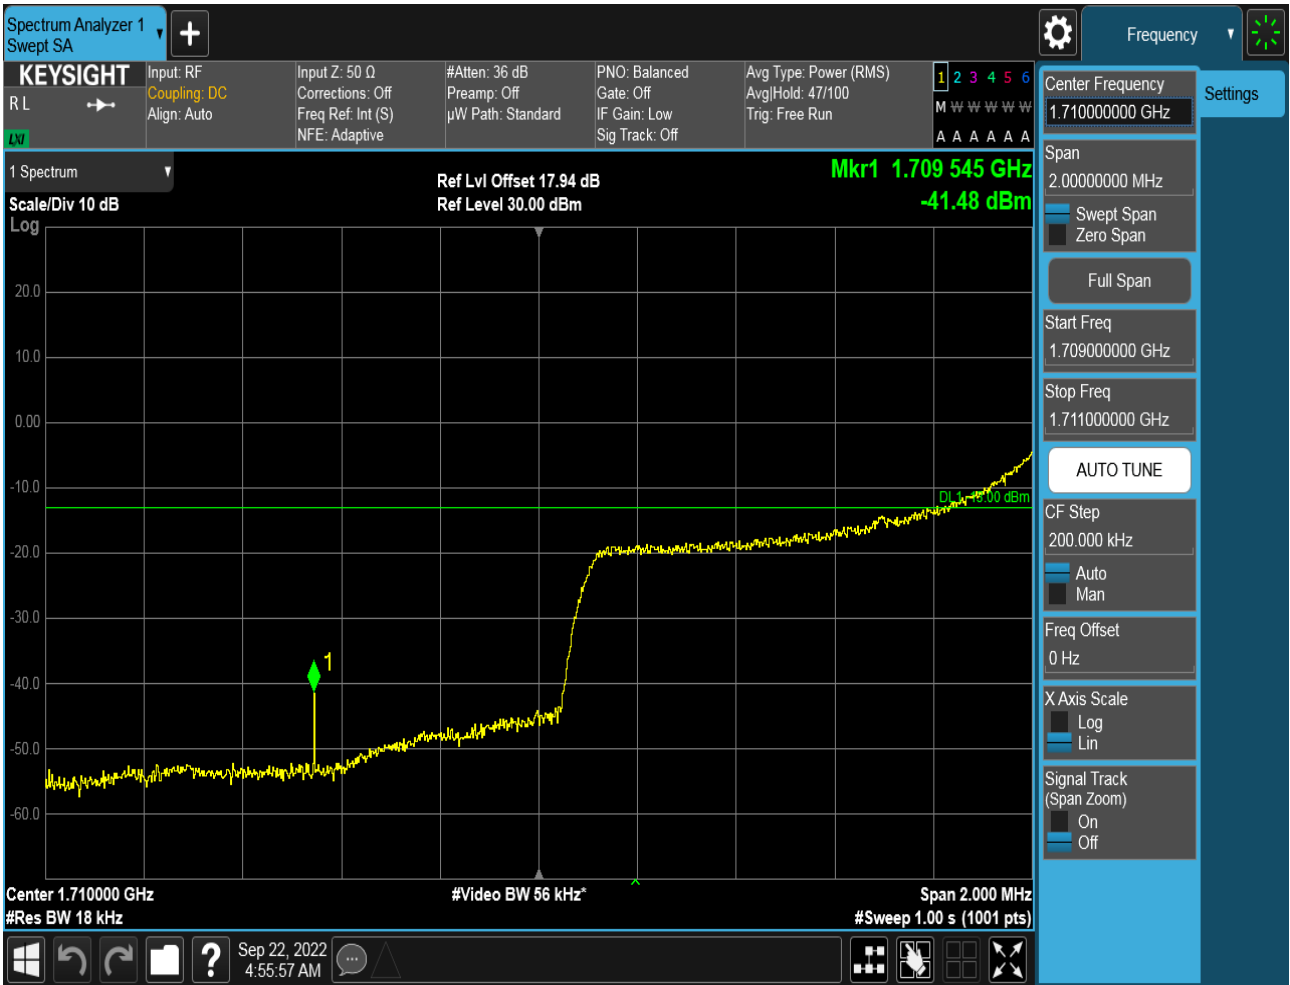 Spectrum Analyzer 1
Swept SA
Frequency
KEYSIGHT
R L
LXI
Input: RF
Coupling: DC
Align: Auto
Input Z: 50 Ω
Corrections: Off
Freq Ref: Int (S)
NFE: Adaptive
#Atten: 36 dB
Preamp: Off
µW Path: Standard
PNO: Balanced
Gate: Off
IF Gain: Low
Sig Track: Off
Avg Type: Power (RMS)
Avg|Hold: 47/100
Trig: Free Run
1 2 3 4 5 6
M W W W W W
A A A A A A
1 Spectrum
Scale/Div 10 dB
Log
Ref Lvl Offset 17.94 dB
Ref Level 30.00 dBm
Mkr1 1.709 545 GHz
-41.48 dBm
20.0
10.0
0.00
-10.0
-20.0
-30.0
-40.0
-50.0
-60.0
DL1 -13.00 dBm
1
Center 1.710000 GHz
#Res BW 18 kHz
#Video BW 56 kHz*
Span 2.000 MHz
#Sweep 1.00 s (1001 pts)
Sep 22, 2022
4:55:57 AM
Center Frequency
1.710000000 GHz
Span
2.00000000 MHz
Swept Span
Zero Span
Full Span
Start Freq
1.709000000 GHz
Stop Freq
1.711000000 GHz
AUTO TUNE
CF Step
200.000 kHz
Auto
Man
Freq Offset
0 Hz
X Axis Scale
Log
Lin
Signal Track
(Span Zoom)
On
Off
Settings